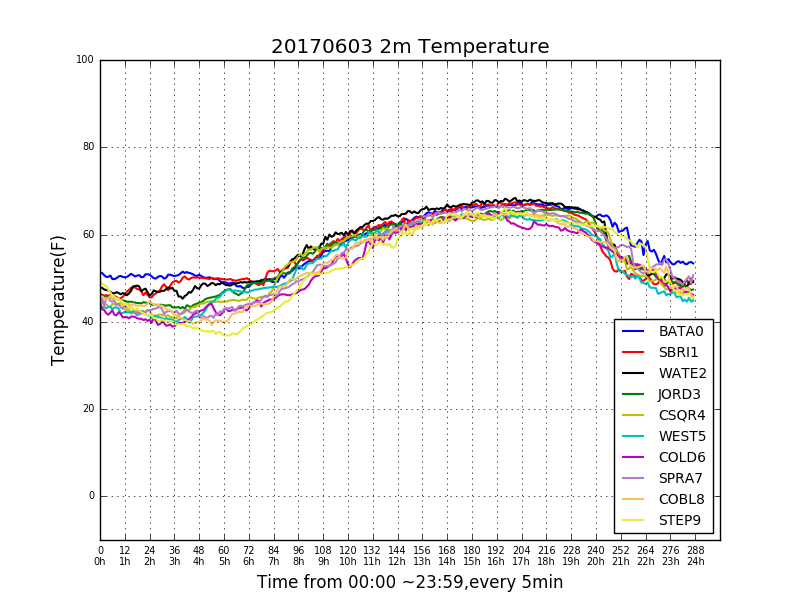 20170603 2m Temperature
100
80
60
40
20
0
Temperature(F)
BATA0
SBRI1
WATE2
JORD3
CSQR4
WEST5
COLD6
SPRA7
COBL8
STEP9
0 12 24 36 48 60 72 84 96 108 120 132 144 156 168 180 192 204 216 228 240 252 264 276 288
0h 1h 2h 3h 4h 5h 6h 7h 8h 9h 10h 11h 12h 13h 14h 15h 16h 17h 18h 19h 20h 21h 22h 23h 24h
Time from 00:00 ~23:59,every 5min